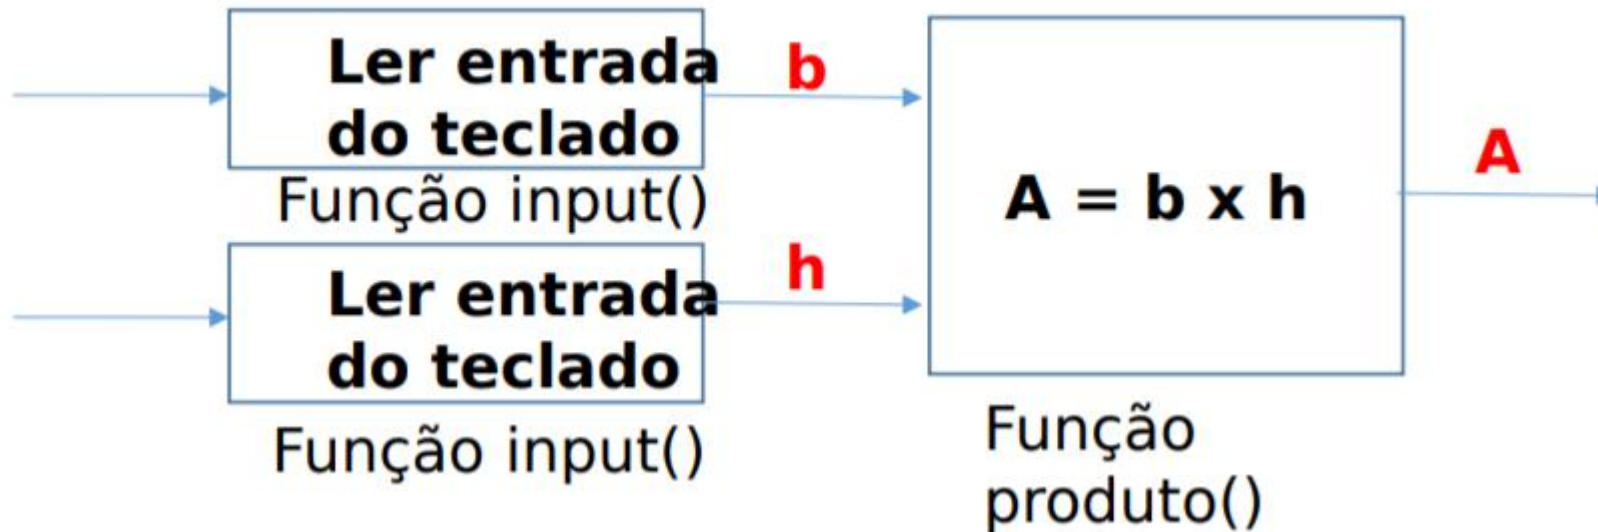 Ler entrada
do teclado
Função input()
b
Ler entrada
do teclado
Função input()
h
A = b x h
Função
produto()
A